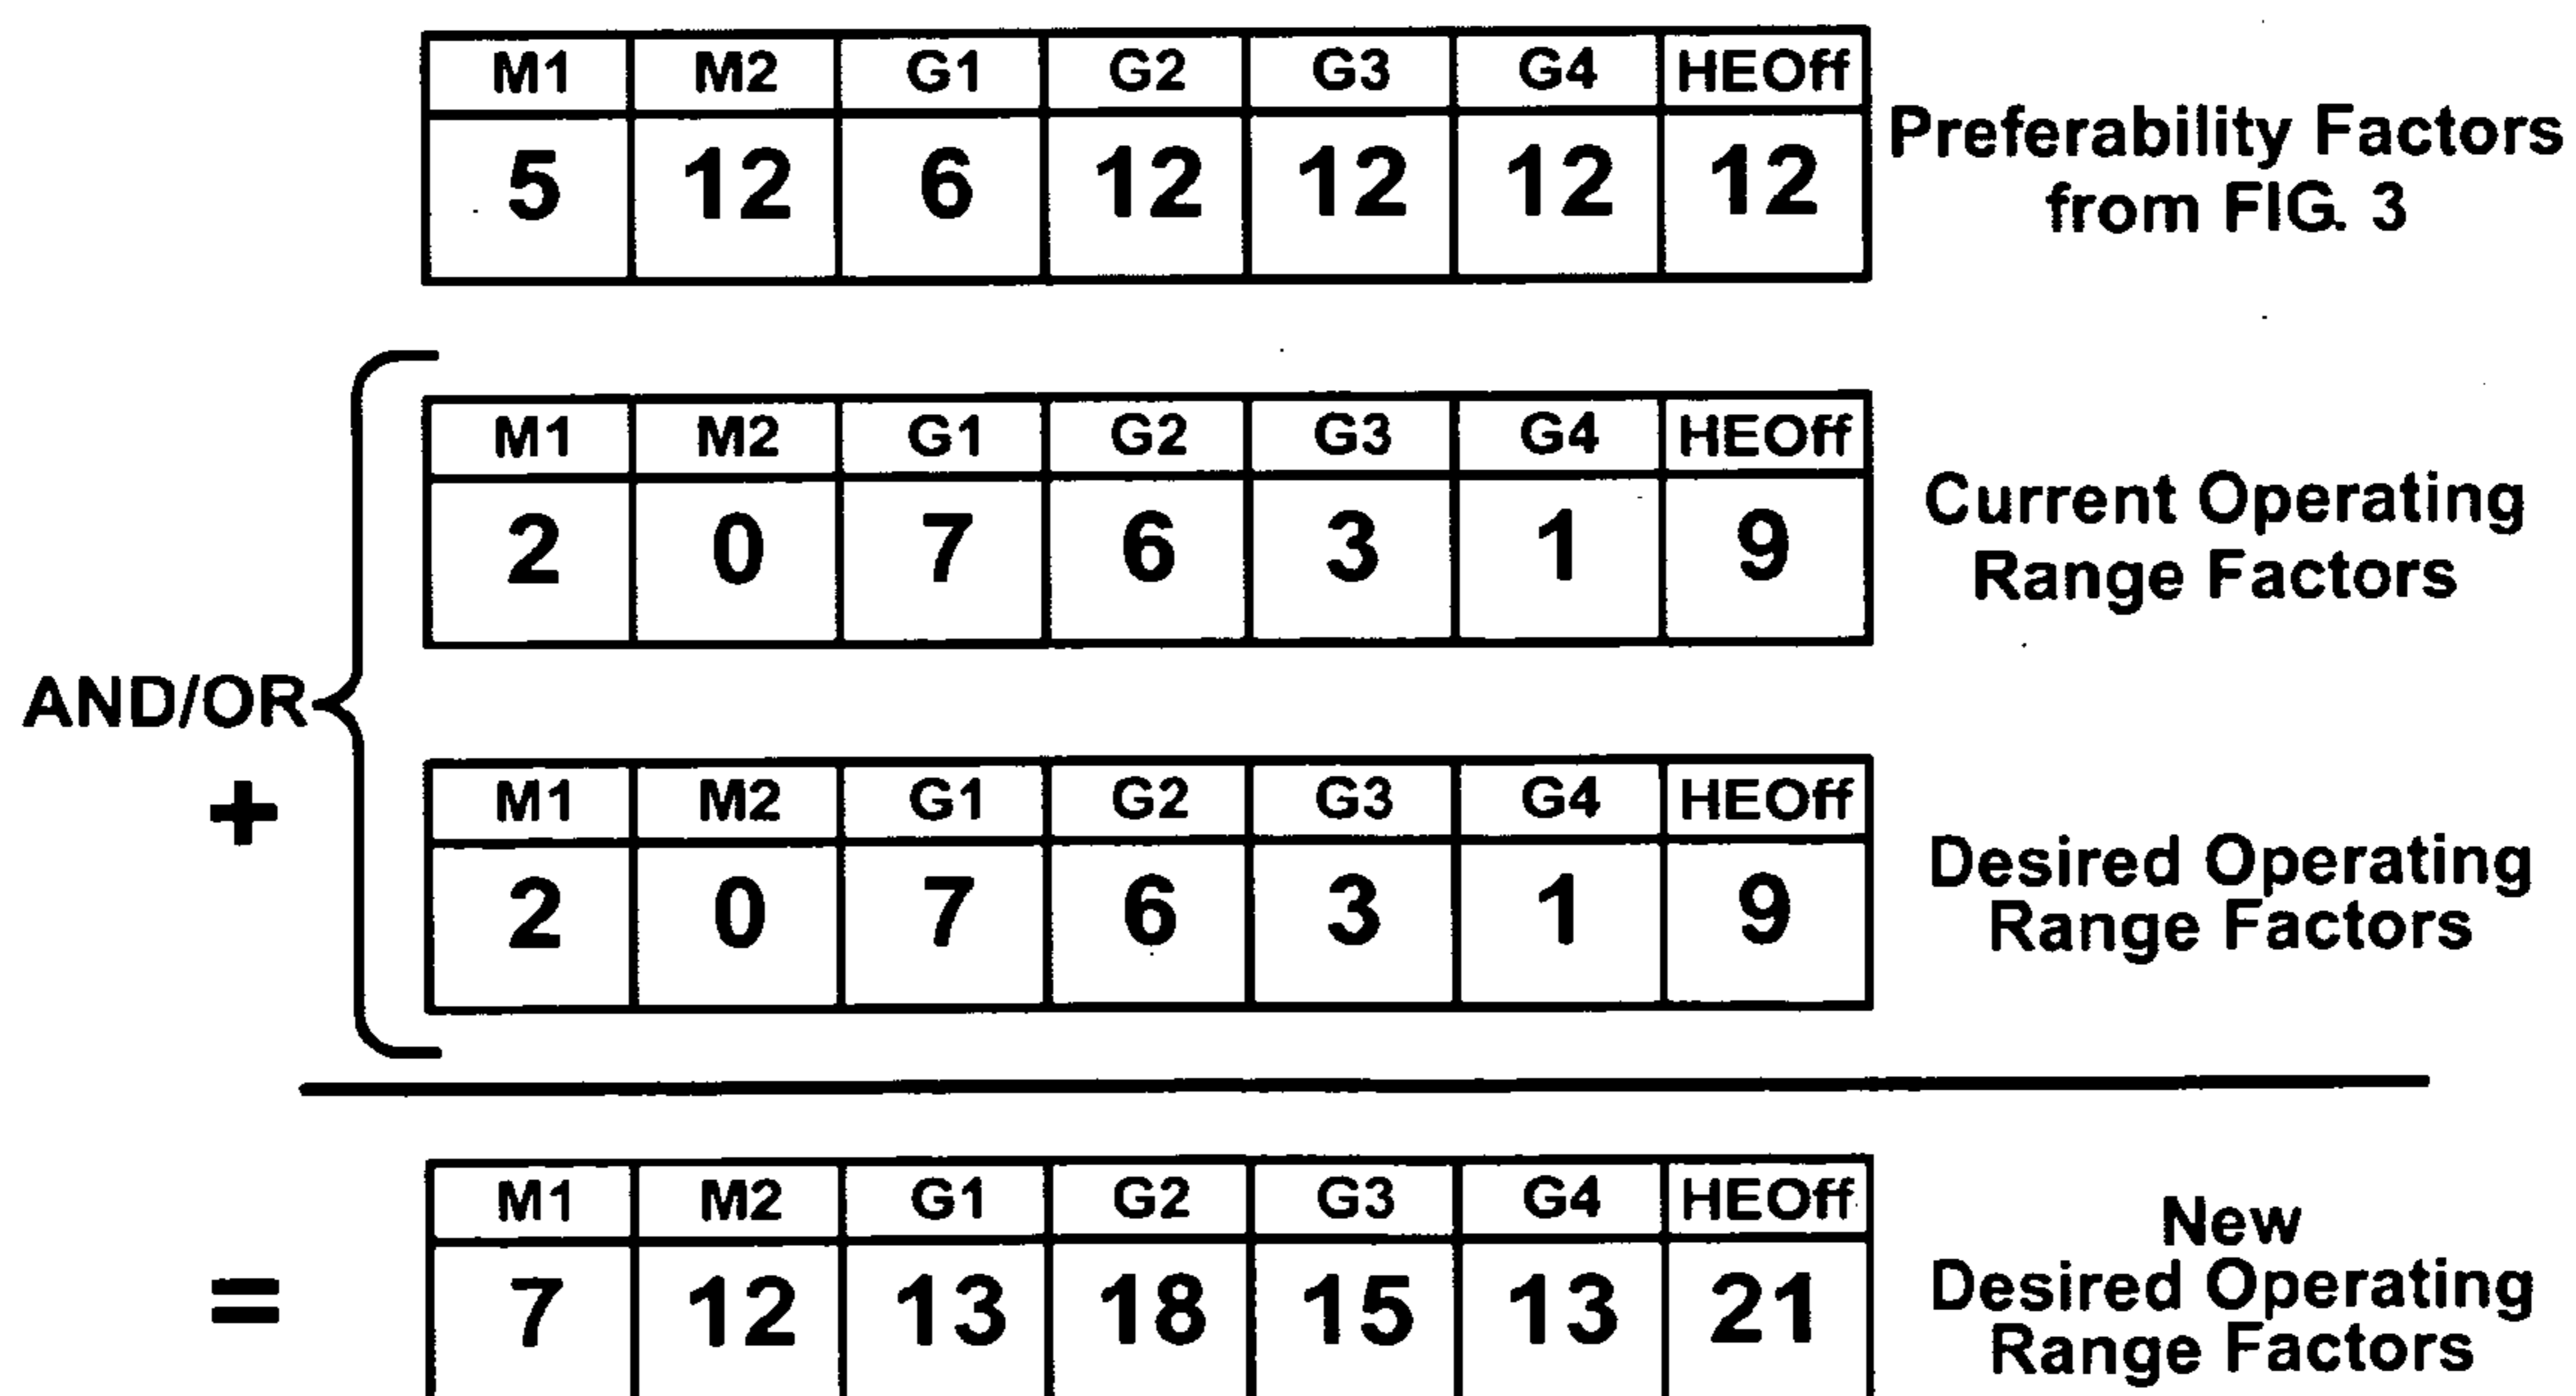 M1 M2 G1 G2 G3 G4 HEOff
5 12 6 12 12 12 12
Preferability Factors
from FIG. 3
M1 M2 G1 G2 G3 G4 HEOff
2 0 7 6 3 1 9
Current Operating
Range Factors
AND/OR
+
M1 M2 G1 G2 G3 G4 HEOff
2 0 7 6 3 1 9
Desired Operating
Range Factors
=
M1 M2 G1 G2 G3 G4 HEOff
7 12 13 18 15 13 21
New
Desired Operating
Range Factors